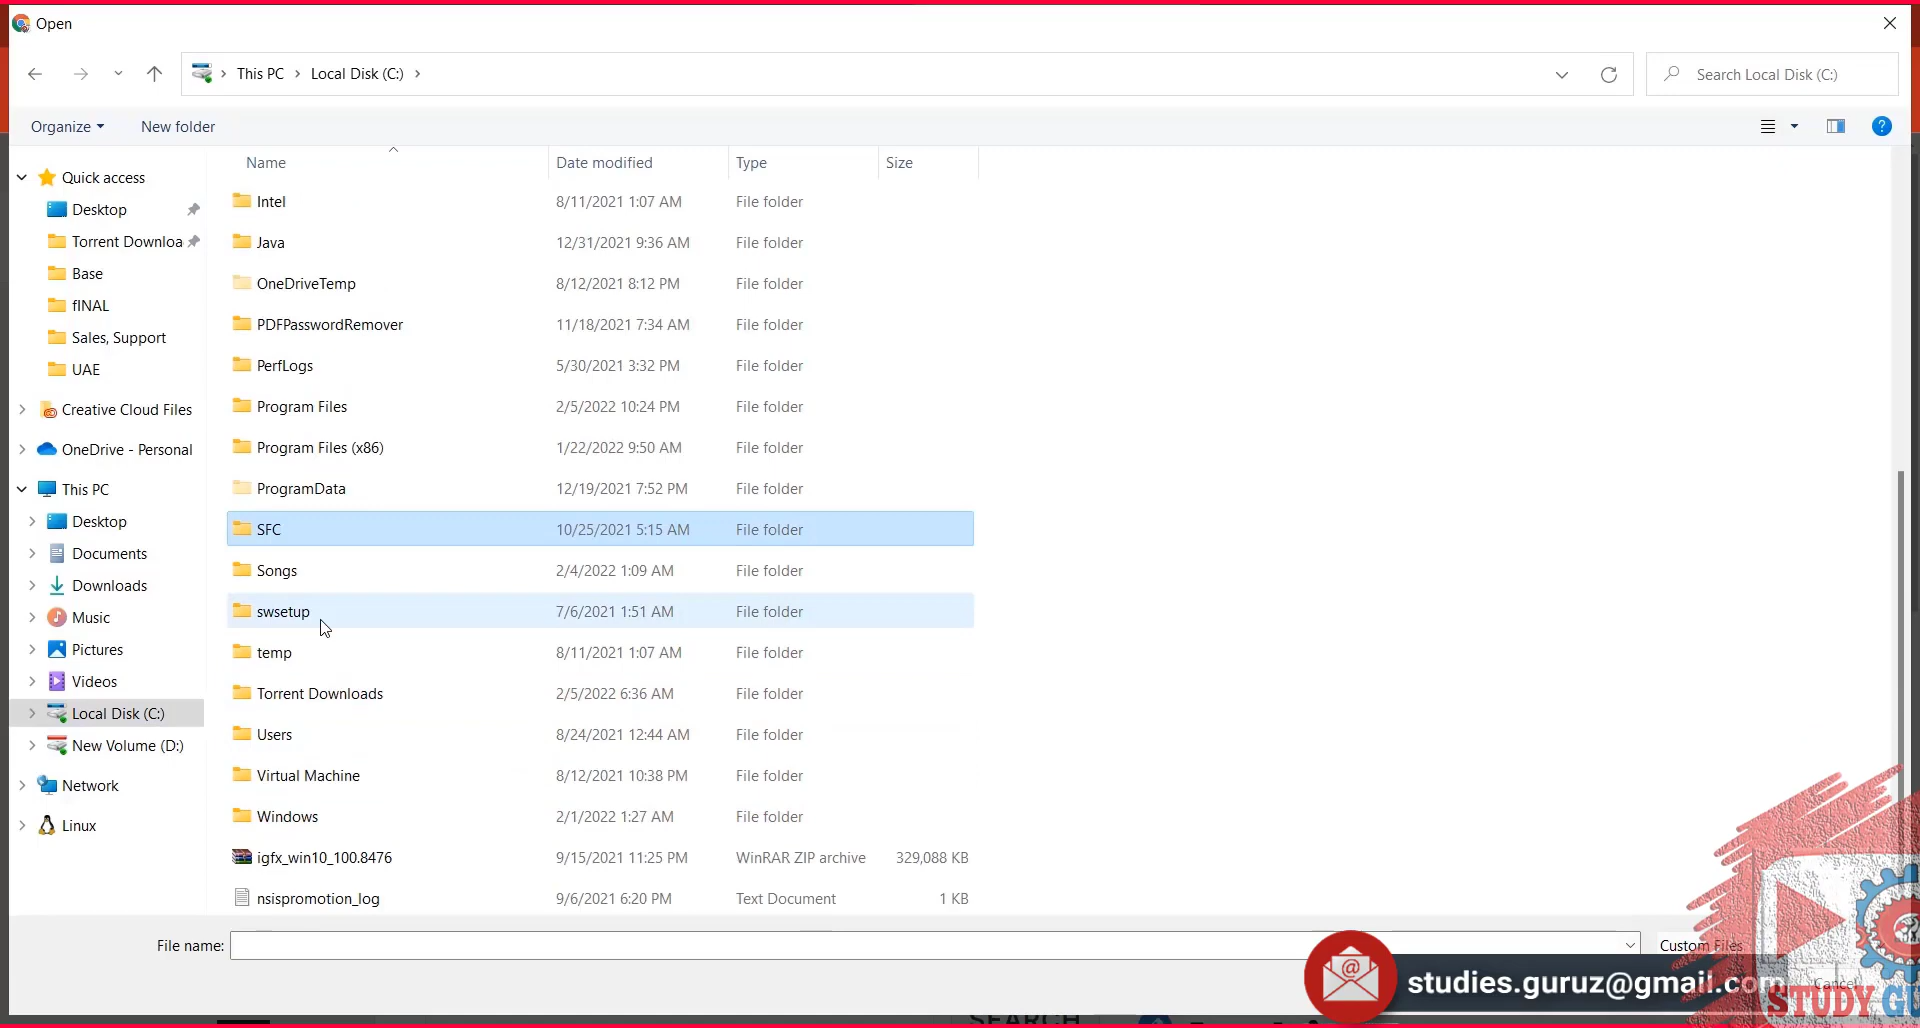 Open
This PC > Local Disk (C:) >
Search Local Disk (C:)
Organize
New folder
Name
Date modified
Type
Size
Quick access
Desktop
Torrent Downloa
Base
fINAL
Sales, Support
UAE
Creative Cloud Files
OneDrive - Personal
This PC
Desktop
Documents
Downloads
Music
Pictures
Videos
Local Disk (C:)
New Volume (D:)
Network
Linux
Intel 8/11/2021 1:07 AM File folder
Java 12/31/2021 9:36 AM File folder
OneDriveTemp 8/12/2021 8:12 PM File folder
PDFPasswordRemover 11/18/2021 7:34 AM File folder
PerfLogs 5/30/2021 3:32 PM File folder
Program Files 2/5/2022 10:24 PM File folder
Program Files (x86) 1/22/2022 9:50 AM File folder
ProgramData 12/19/2021 7:52 PM File folder
SFC 10/25/2021 5:15 AM File folder
Songs 2/4/2022 1:09 AM File folder
swsetup 7/6/2021 1:51 AM File folder
temp 8/11/2021 1:07 AM File folder
Torrent Downloads 2/5/2022 6:36 AM File folder
Users 8/24/2021 12:44 AM File folder
Virtual Machine 8/12/2021 10:38 PM File folder
Windows 2/1/2022 1:27 AM File folder
igfx_win10_100.8476 9/15/2021 11:25 PM WinRAR ZIP archive 329,088 KB
nsispromotion_log 9/6/2021 6:20 PM Text Document 1 KB
File name:
Custom Files
studies.guruz@gmail.com
Cancel
STUDY GU
SEARCH